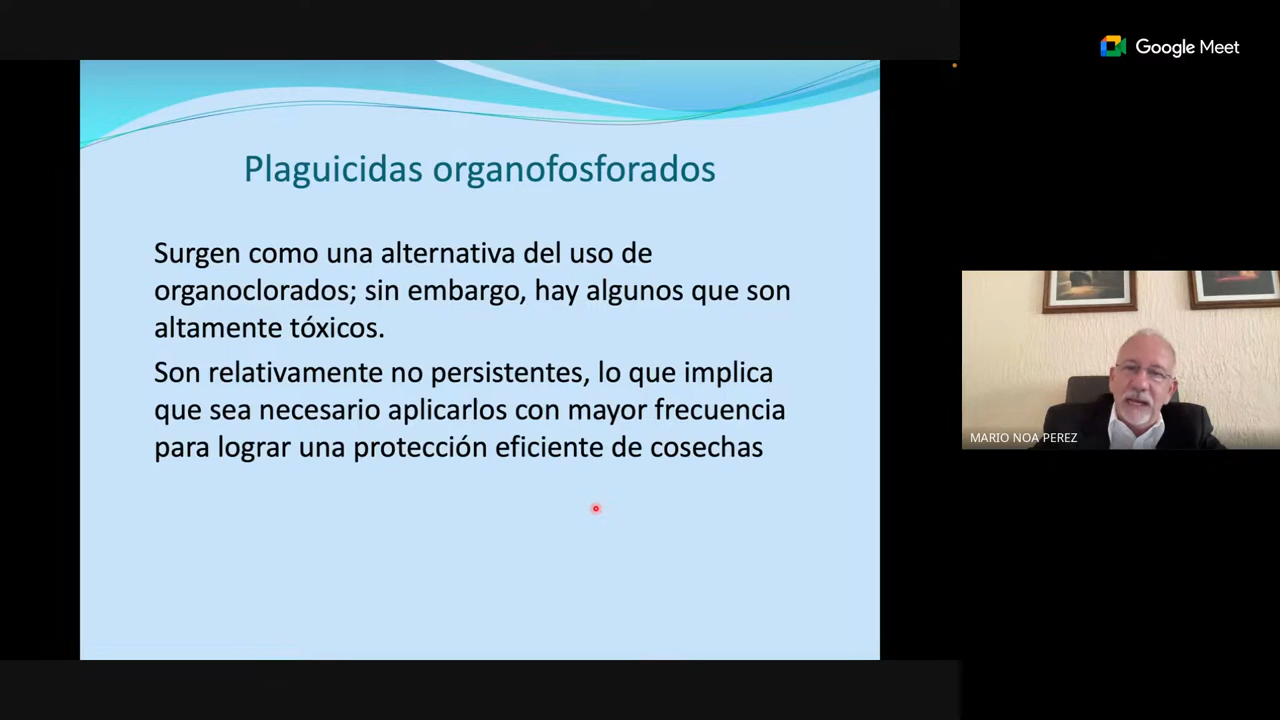 Google Meet
Plaguicidas organofosforados
Surgen como una alternativa del uso de
organoclorados; sin embargo, hay algunos que son
altamente tóxicos.
Son relativamente no persistentes, lo que implica
que sea necesario aplicarlos con mayor frecuencia
para lograr una protección eficiente de cosechas
MARIO NOA PEREZ